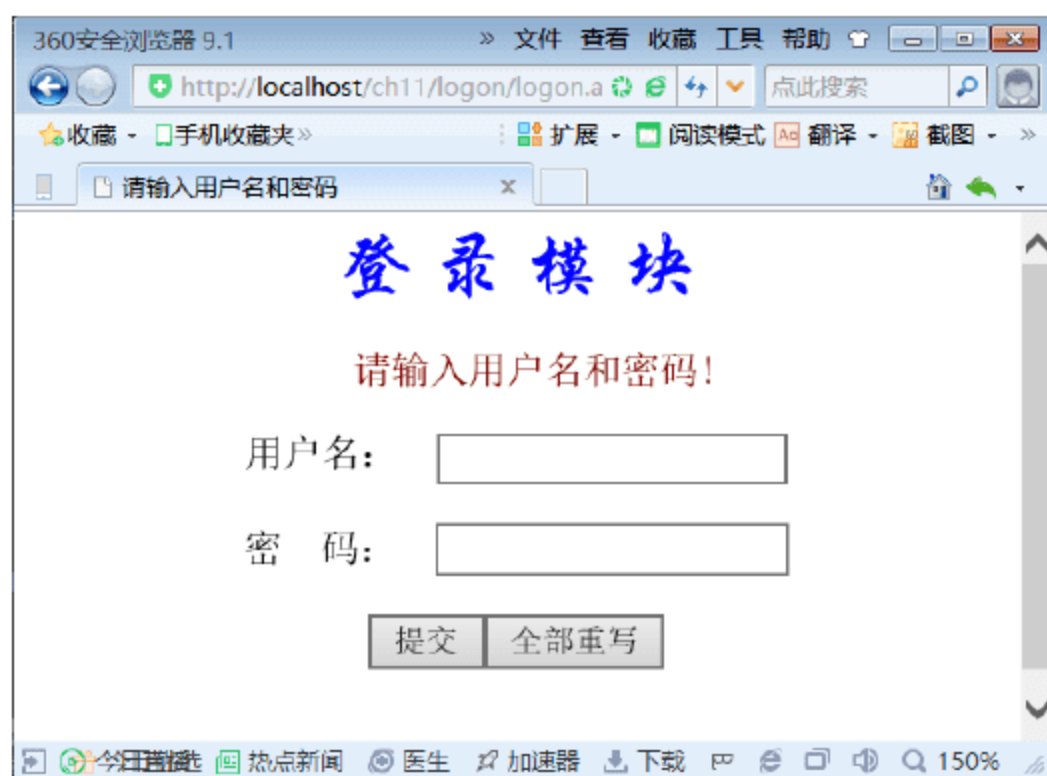 360安全浏览器 9.1 » 文件 查看 收藏 工具 帮助
http://localhost/ch11/logon/logon.a 点此搜索
收藏 手机收藏夹» 扩展 阅读模式 Aa 翻译 截图 »
请输入用户名和密码 ×
登录模块
请输入用户名和密码!
用户名:
密 码:
提交 全部重写
热点新闻 医生 加速器 下载 150%